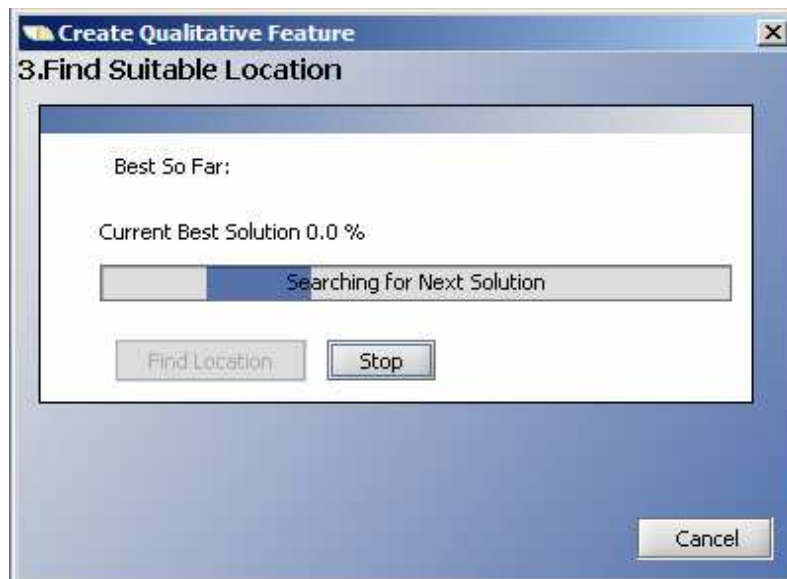 Create Qualitative Feature
3.Find Suitable Location
Best So Far:
Current Best Solution 0.0 %
Searching for Next Solution
Find Location
Stop
Cancel